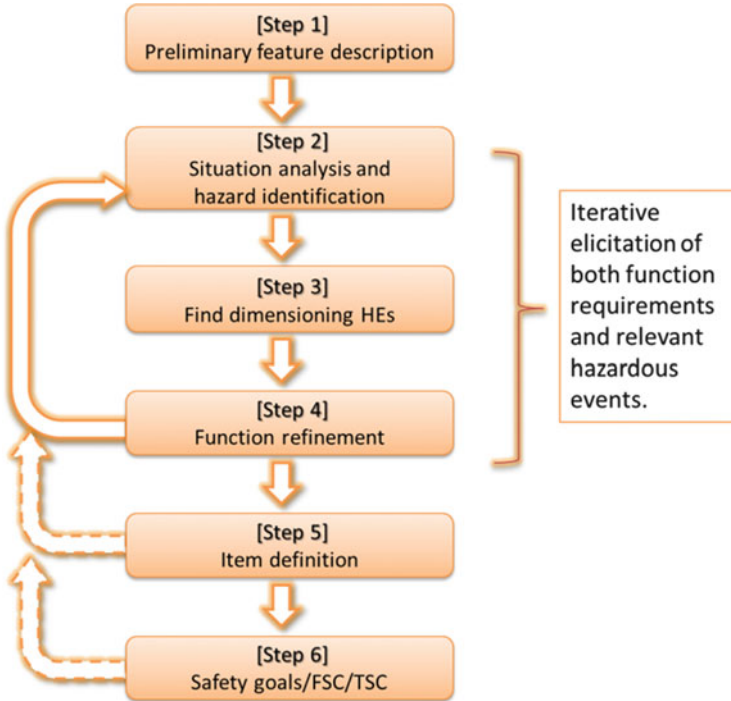 [Step 1]
Preliminary feature description
[Step 2]
Situation analysis and
hazard identification
[Step 3]
Find dimensioning HEs
[Step 4]
Function refinement
[Step 5]
Item definition
[Step 6]
Safety goals/FSC/TSC
Iterative
elicitation of
both function
requirements
and relevant
hazardous
events.